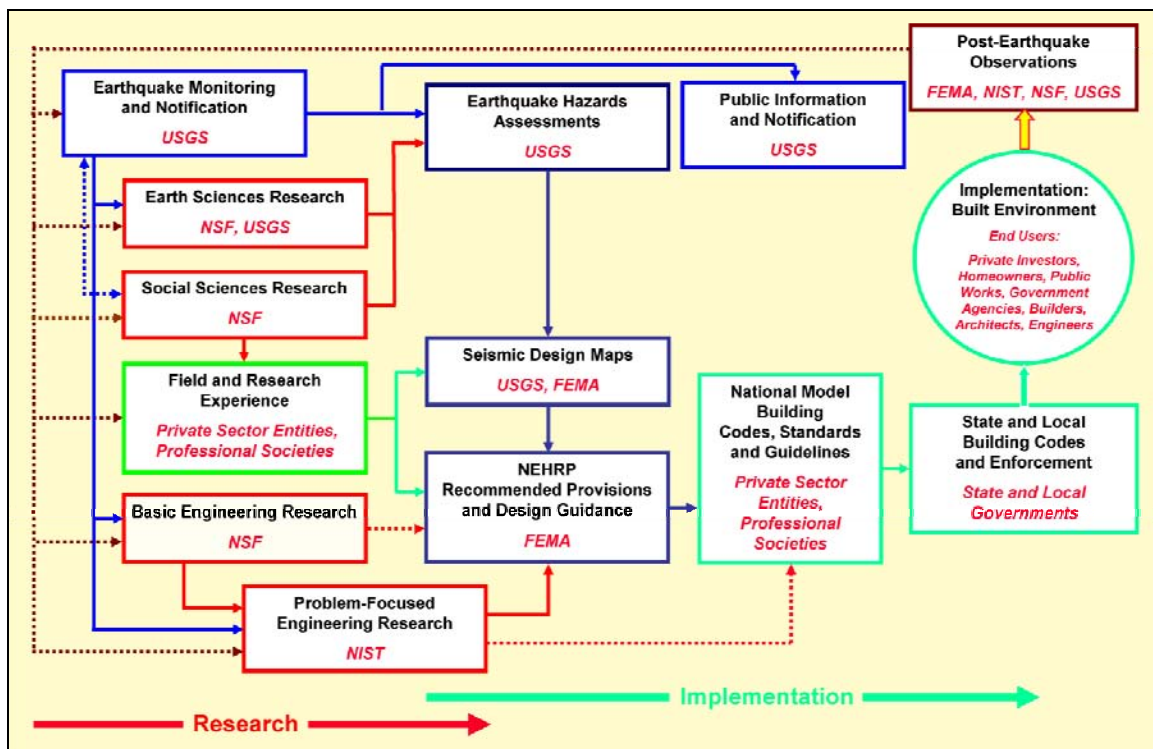 Post-Earthquake
Observations
FEMA, NIST, NSF, USGS
Earthquake Monitoring
and Notification
USGS
Earthquake Hazards
Assessments
USGS
Public Information
and Notification
USGS
Earth Sciences Research
NSF, USGS
Implementation:
Built Environment
End Users:
Private Investors,
Homeowners, Public
Works, Government
Agencies, Builders,
Architects, Engineers
Social Sciences Research
NSF
Field and Research
Experience
Private Sector Entities,
Professional Societies
Seismic Design Maps
USGS, FEMA
National Model
Building
Codes, Standards
and Guidelines
Private Sector
Entities,
Professional
Societies
State and Local
Building Codes
and Enforcement
State and Local
Governments
NEHRP
Recommended Provisions
and Design Guidance
FEMA
Basic Engineering Research
NSF
Problem-Focused
Engineering Research
NIST
Implementation
Research